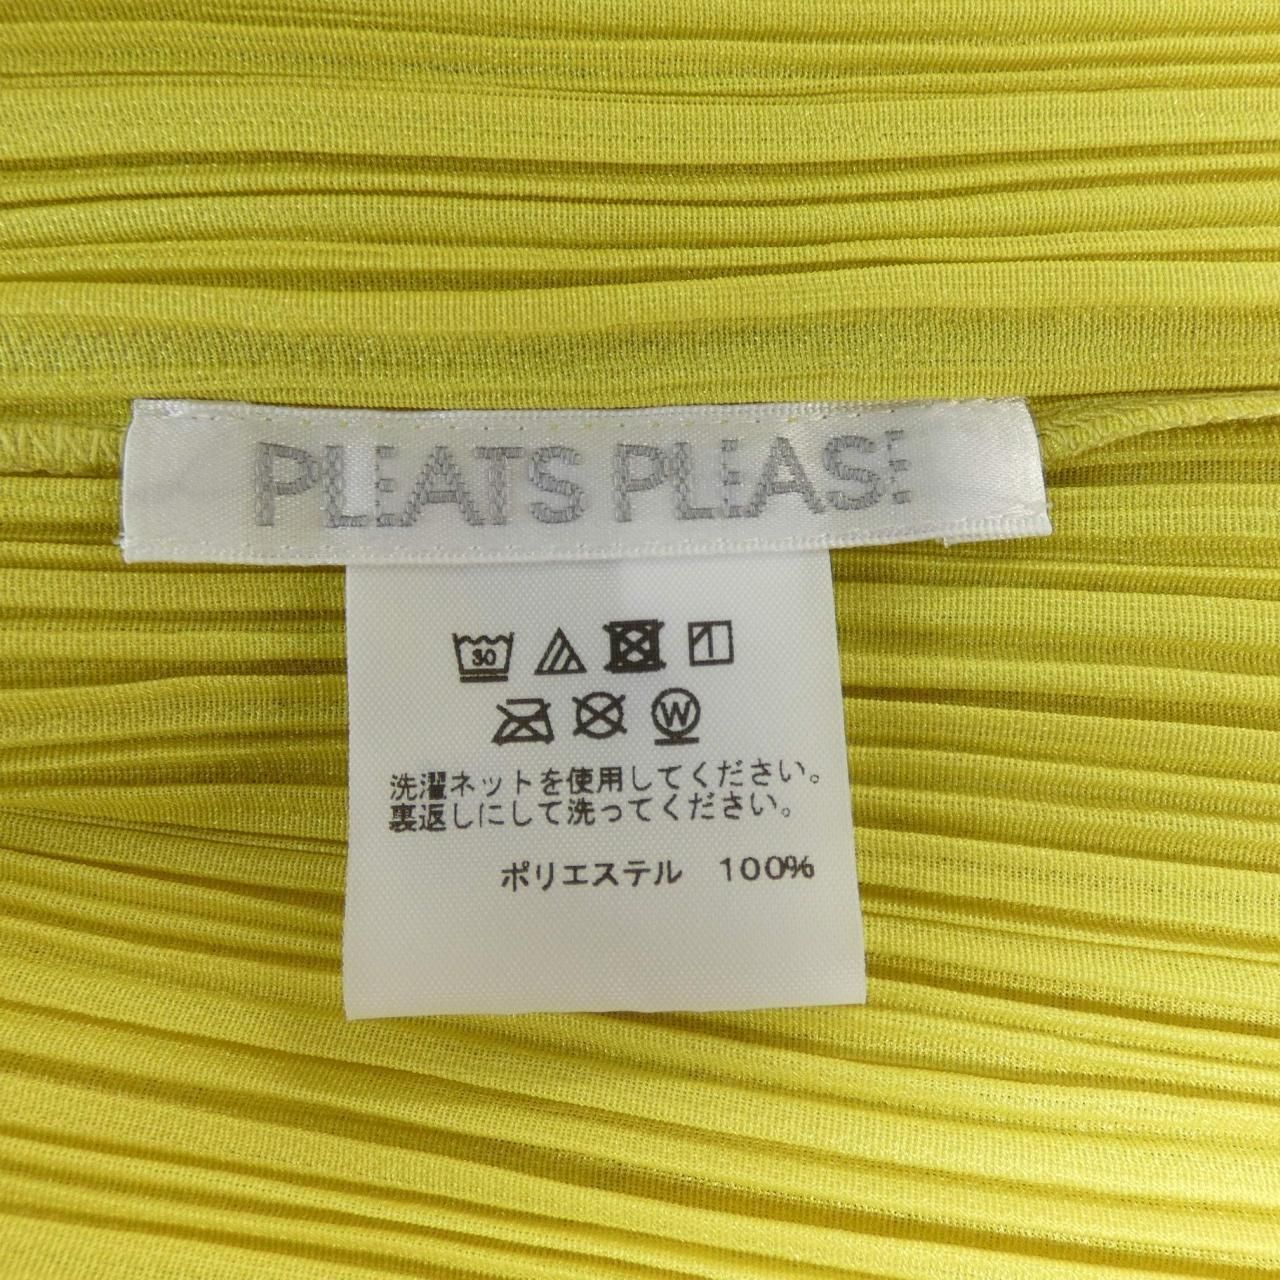 PLEATS PLEASE
30
W
洗濯ネットを使用してください。
裏返しにして洗ってください。
ポリエステル 100%